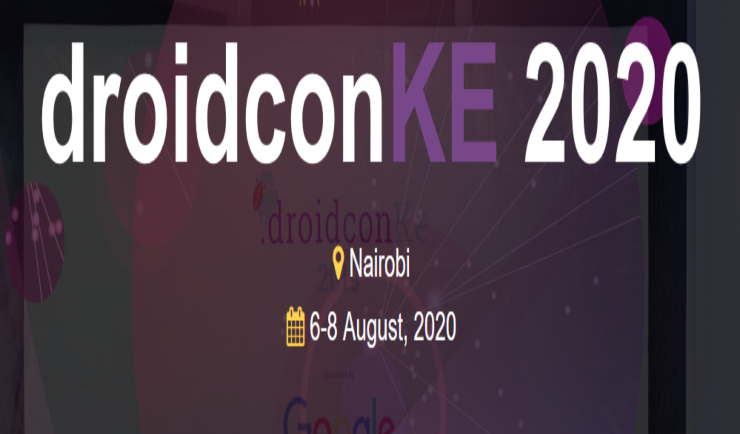 droidconKE 2020
.droidconKe
Nairobi
6-8 August, 2020
Google